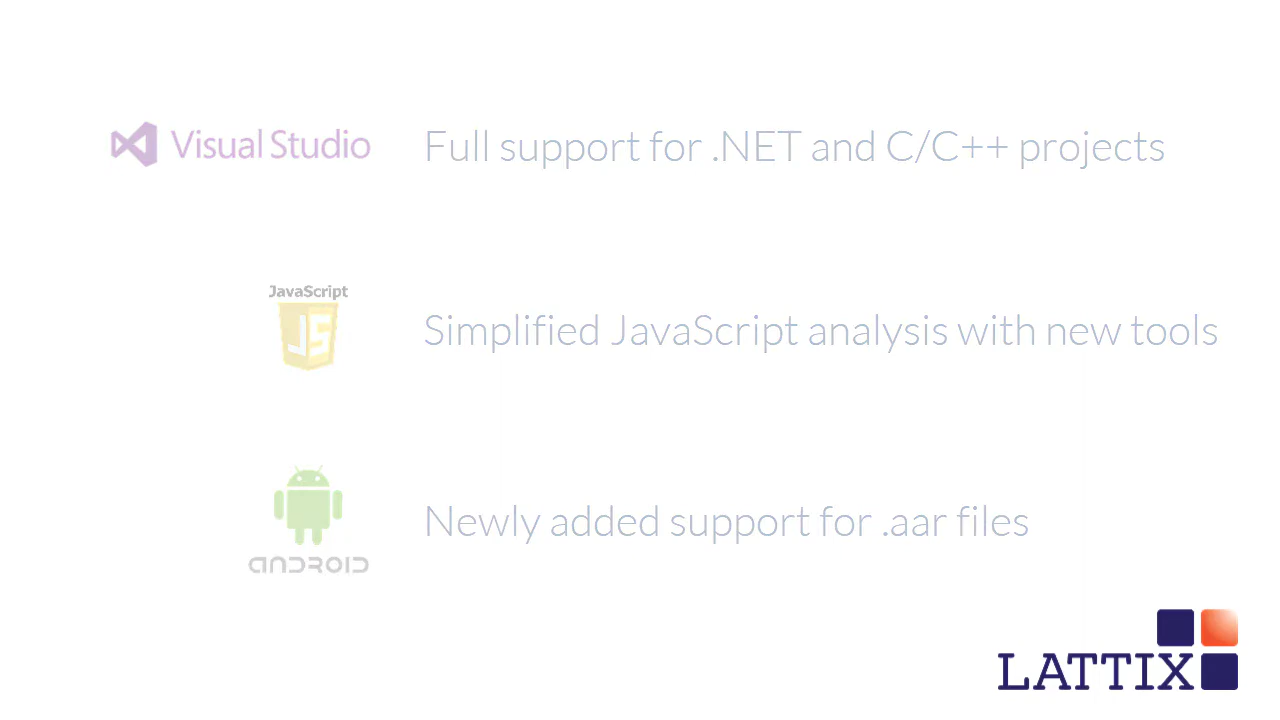 Visual Studio
Full support for .NET and C/C++ projects
JavaScript
JS
Simplified JavaScript analysis with new tools
Newly added support for .aar files
ANDROID
LATTIX